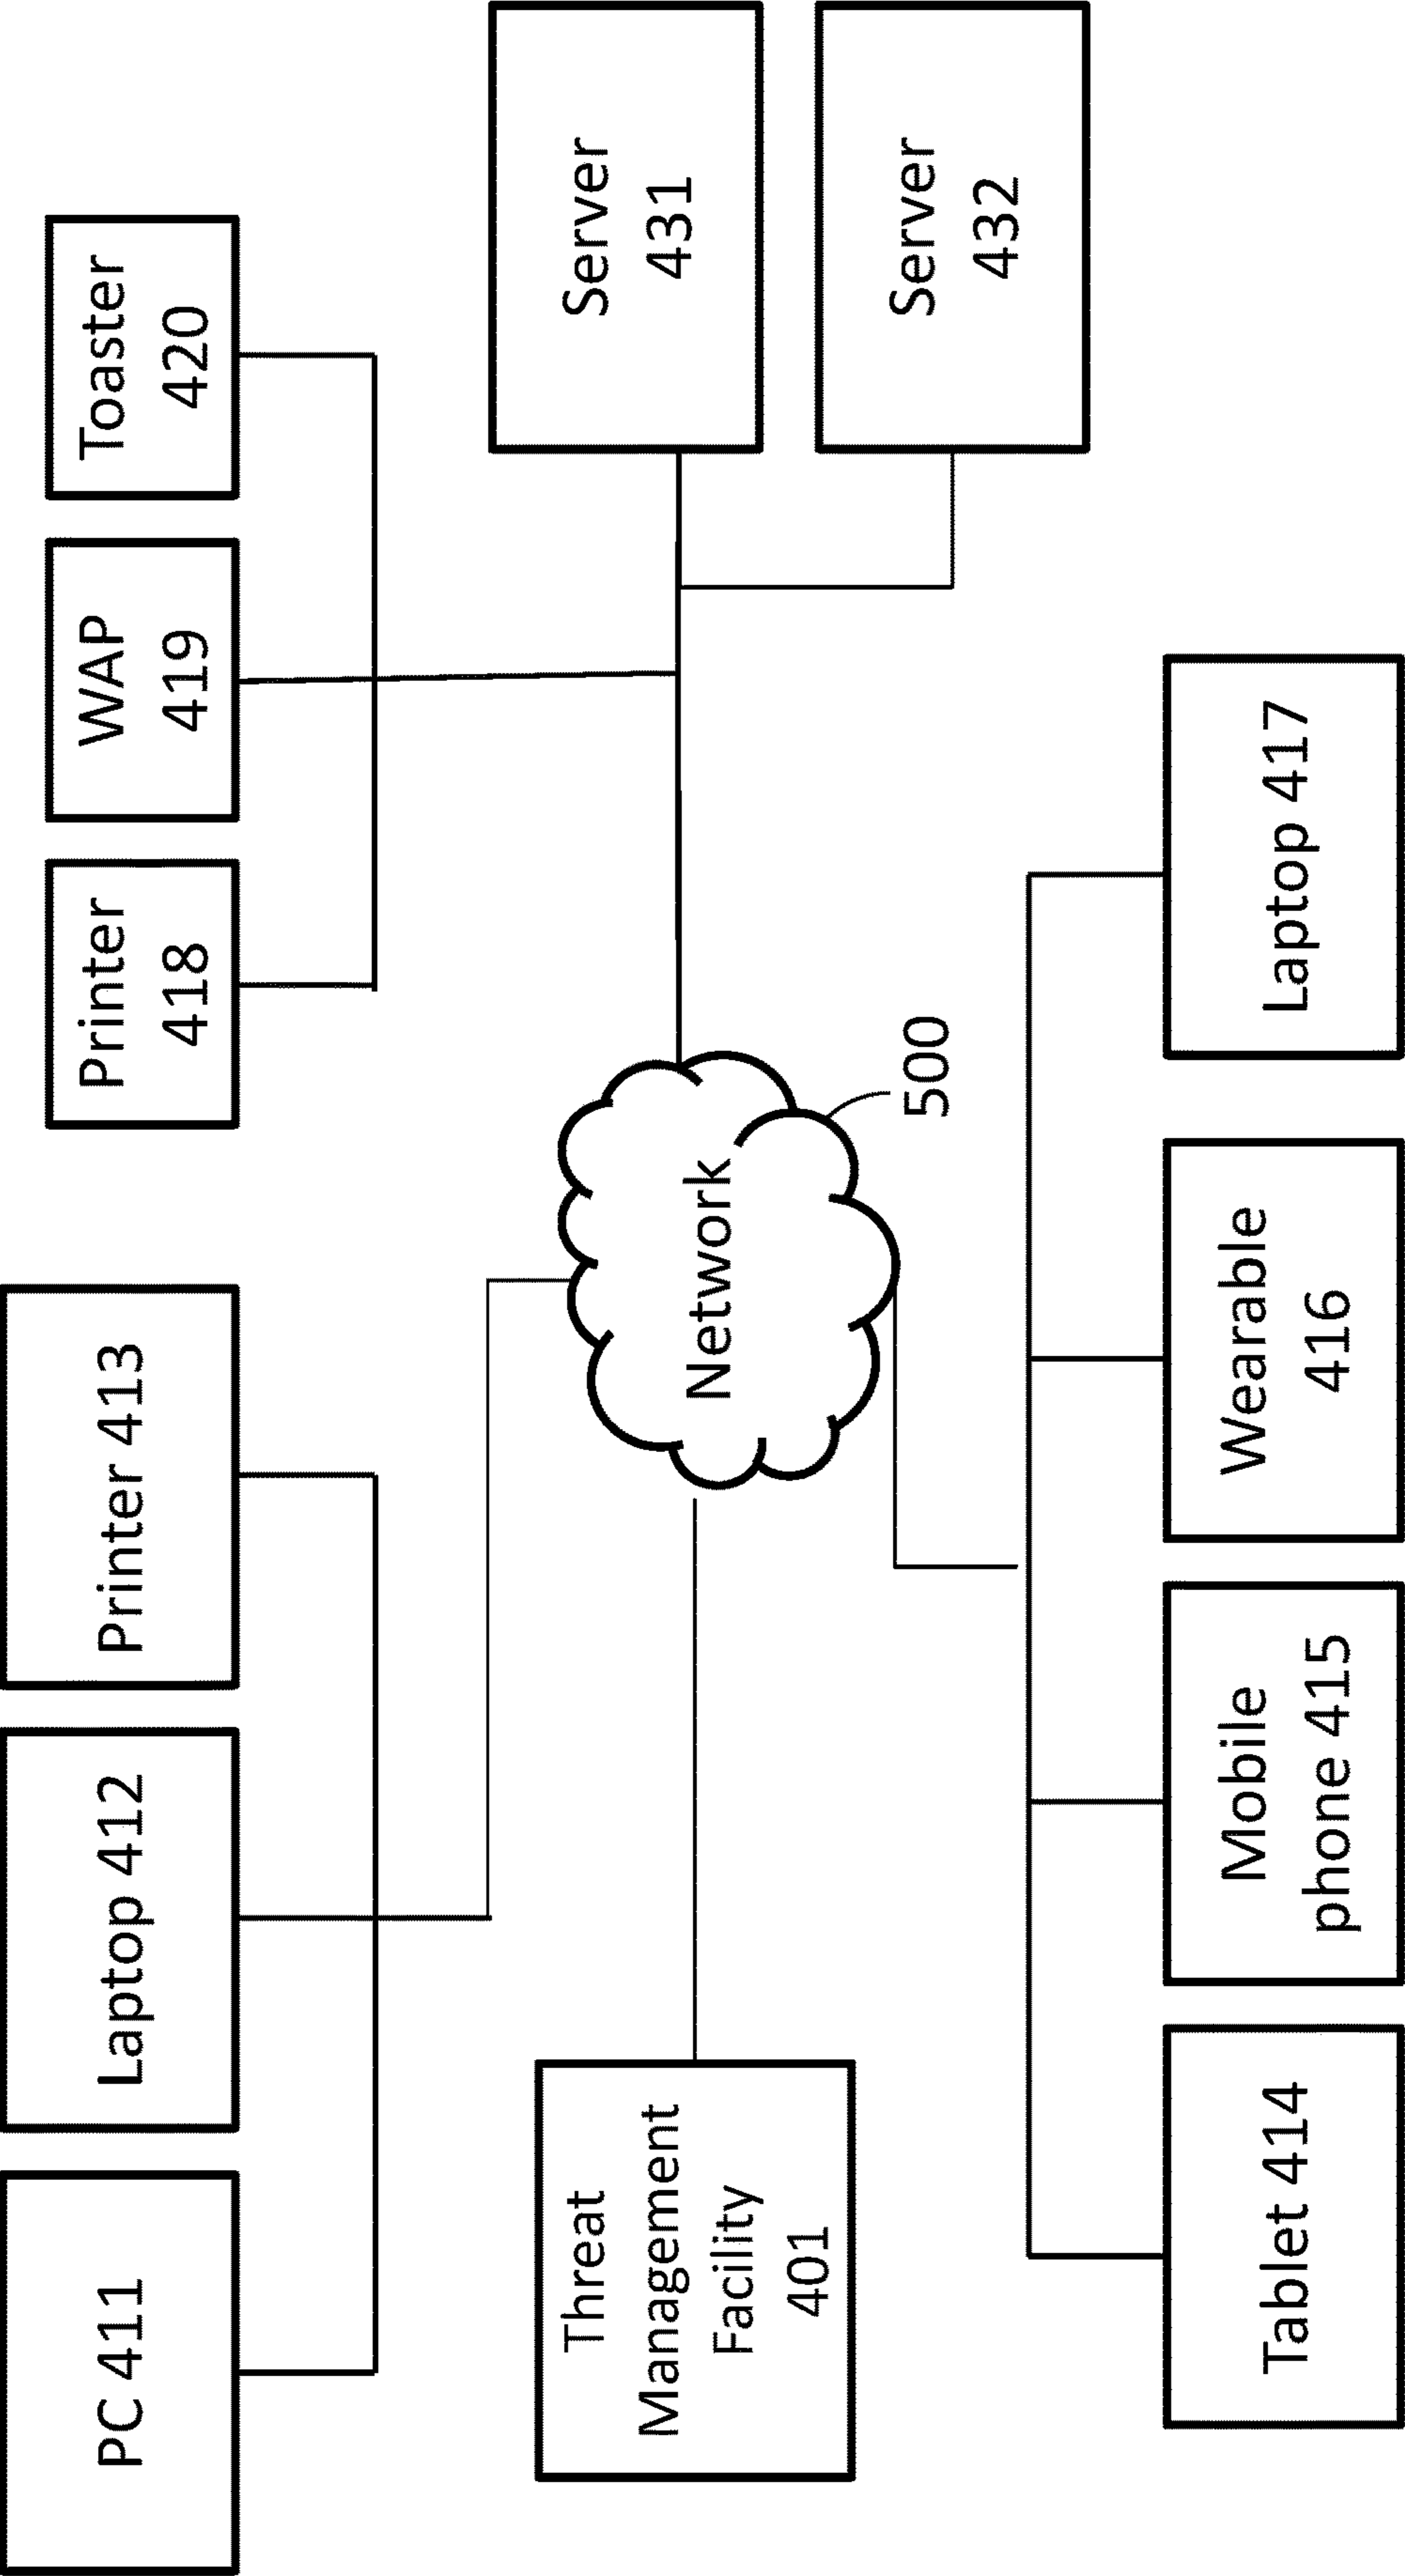 PC 411
Laptop 412
Printer 413
Printer
418
WAP
419
Toaster
420
Threat
Management
Facility
401
Network
500
Server
431
Server
432
Tablet 414
Mobile
phone 415
Wearable
416
Laptop 417